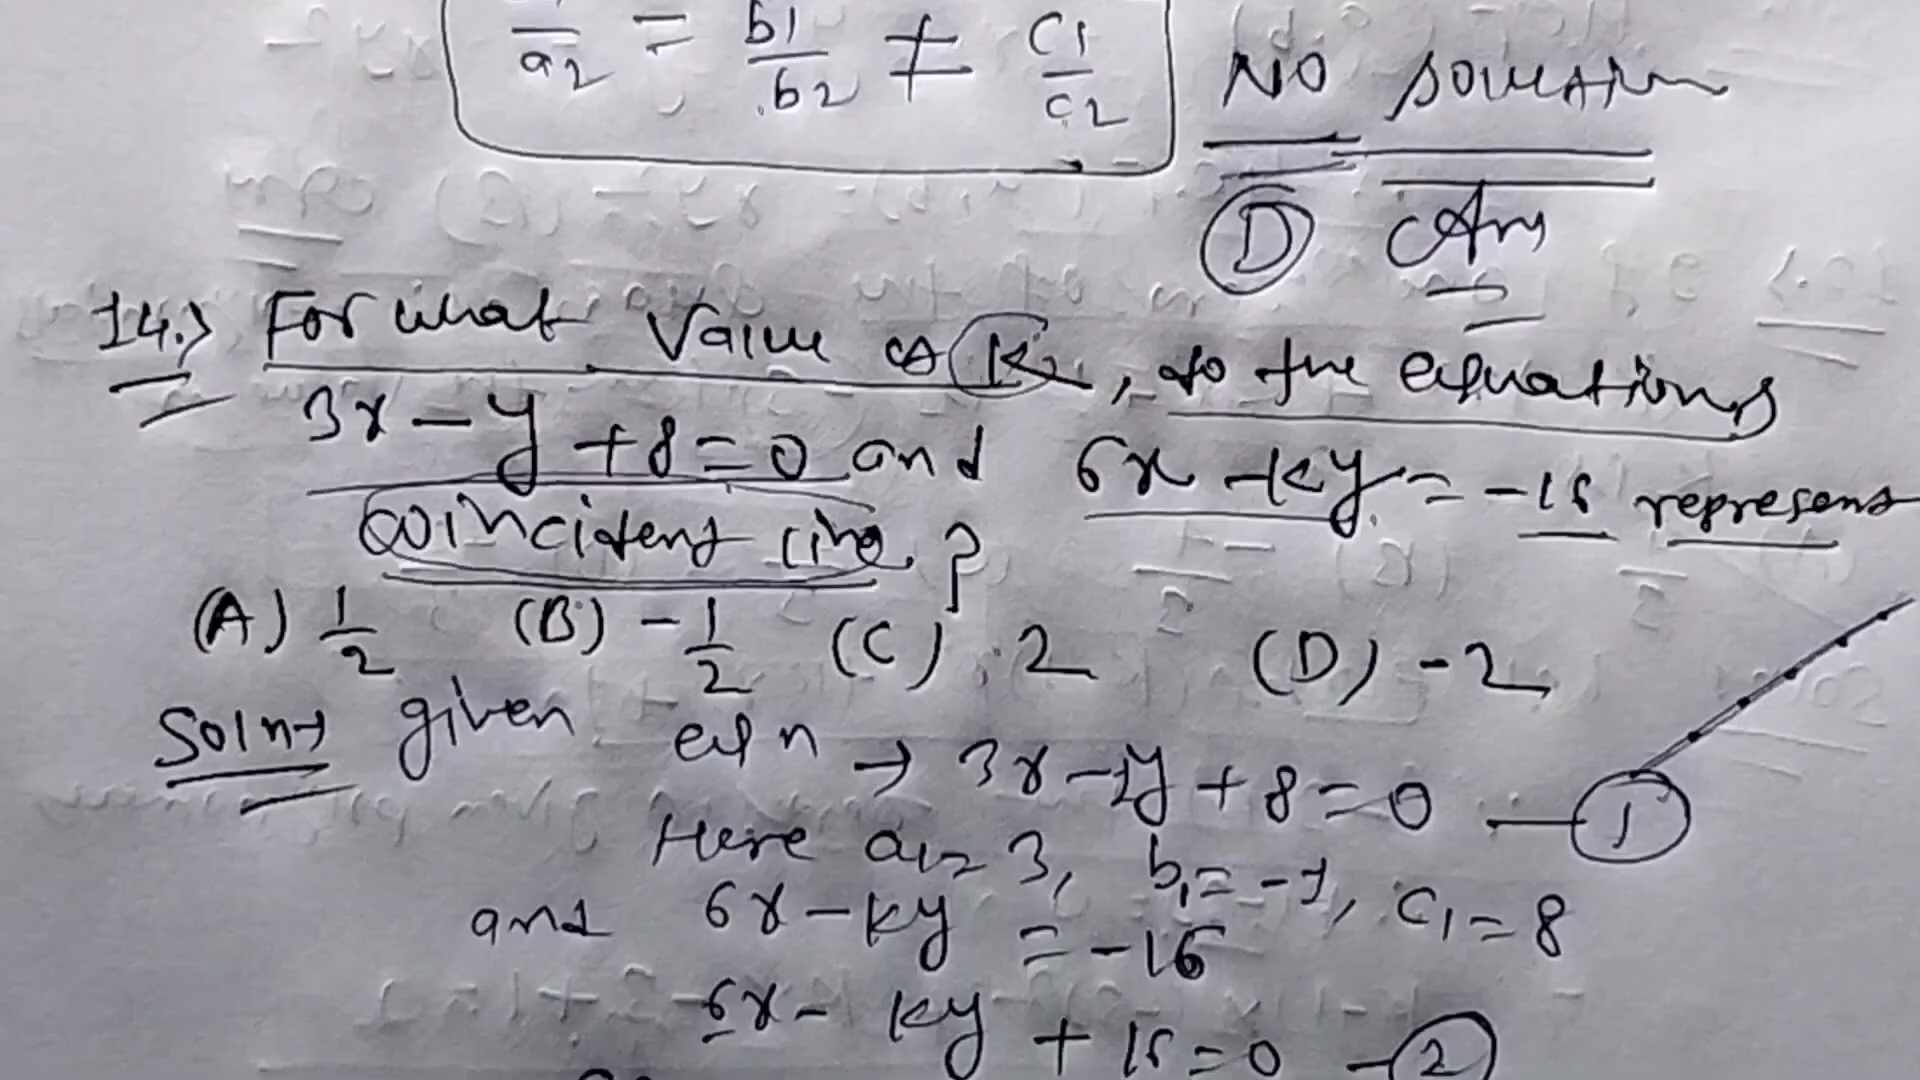 a2 = b1/b2 ≠ c1/c2 No solution
(D) Ans
14.> For what value of K, do the equations
3x - y + 8 = 0 and 6x - ky = -16 represent
coincident line ?
(A) 1/2 (B) -1/2 (C) 2 (D) -2
Soln→ given eqn → 3x - 1y + 8 = 0 — (1)
Here a1 = 3, b1 = -1, c1 = 8
and 6x - ky = -16
6x - ky + 16 = 0 — (2)